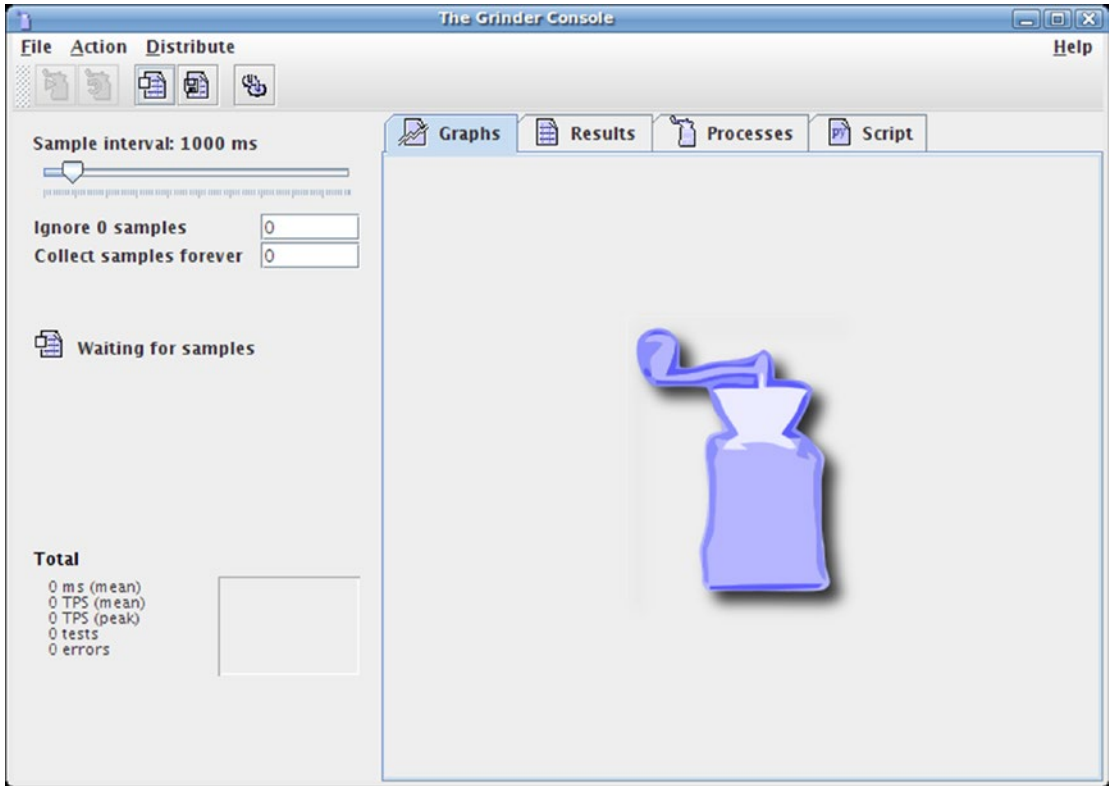 The Grinder Console
File Action Distribute Help
Graphs Results Processes Script
Sample interval: 1000 ms
Ignore 0 samples 0
Collect samples forever 0
Waiting for samples
Total
0 ms (mean)
0 TPS (mean)
0 TPS (peak)
0 tests
0 errors